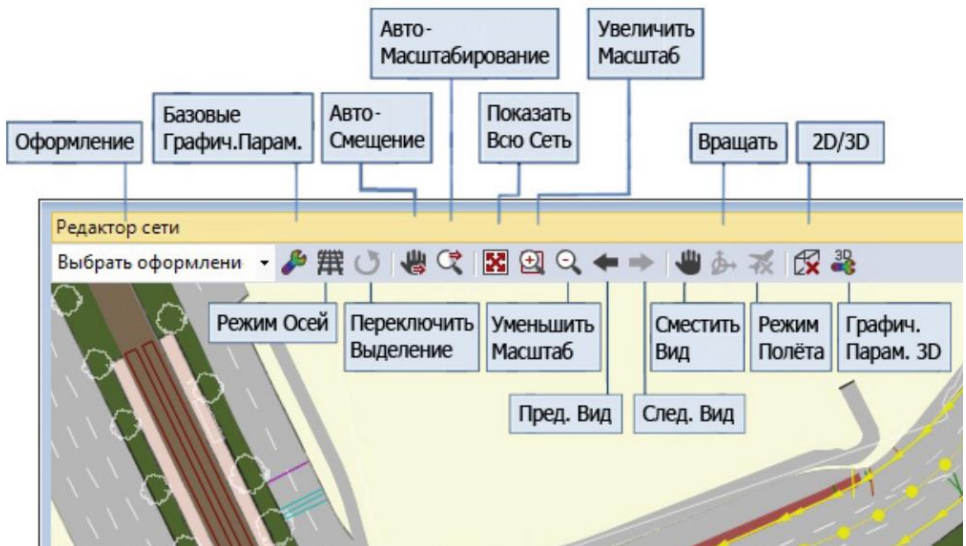 Авто-
Масштабирование
Увеличить
Масштаб
Оформление
Базовые
Графич.Парам.
Авто-
Смещение
Показать
Всю Сеть
Вращать
2D/3D
Редактор сети
Выбрать оформлени
3D
Режим Осей
Переключить
Выделение
Уменьшить
Масштаб
Сместить
Вид
Режим
Полёта
Графич.
Парам. 3D
Пред. Вид
След. Вид